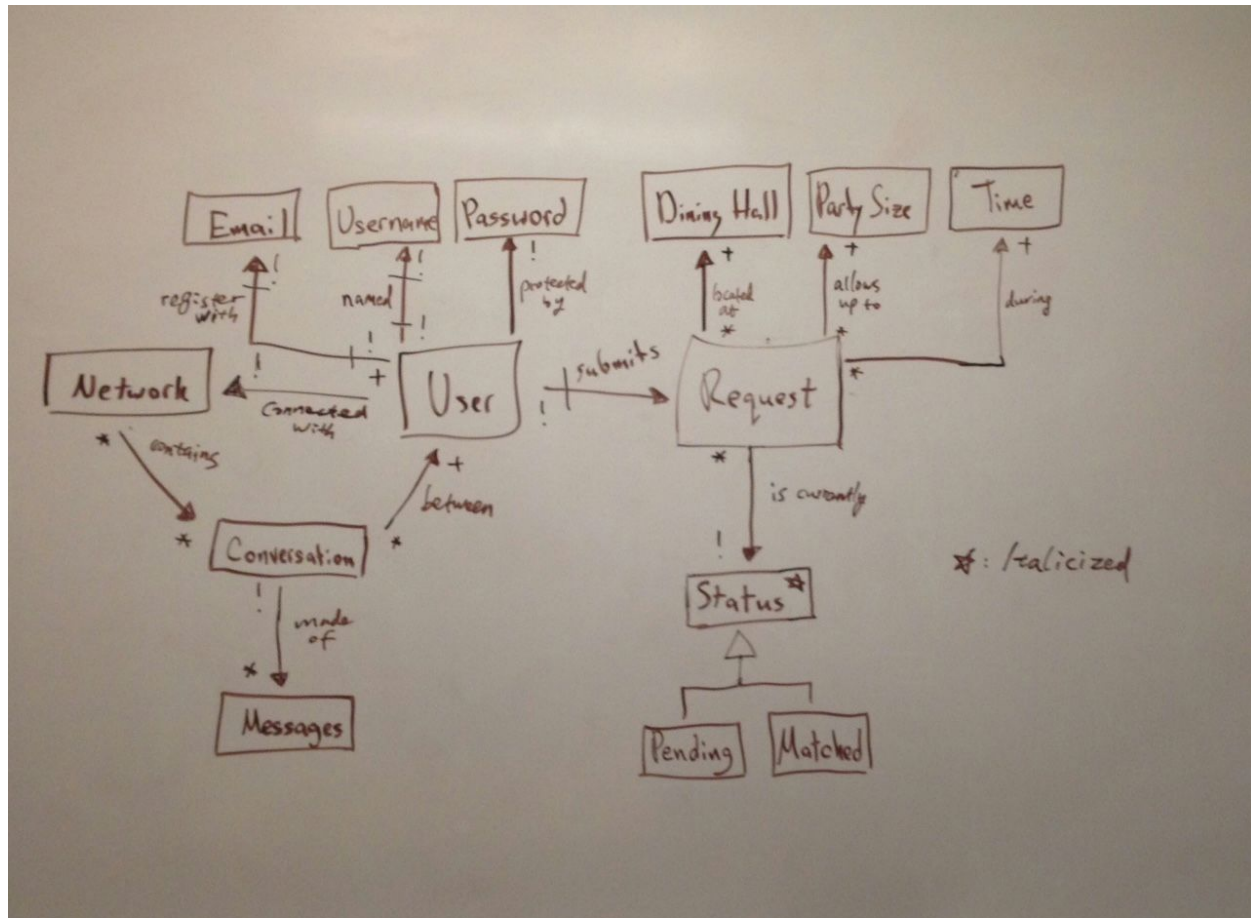 Email
Username
Password
Dining Hall
Party Size
Time
! ! ! + + +
register
with
named
protected
by
located
at
allows
up to
during
! ! ! * *
! + *
Network
Connected
with
User
!
submits
Request
*
* contains
+
between
is currently
* *
Conversation
!
!
Status *
*: Italicized
made
of
*
Messages
Pending
Matched